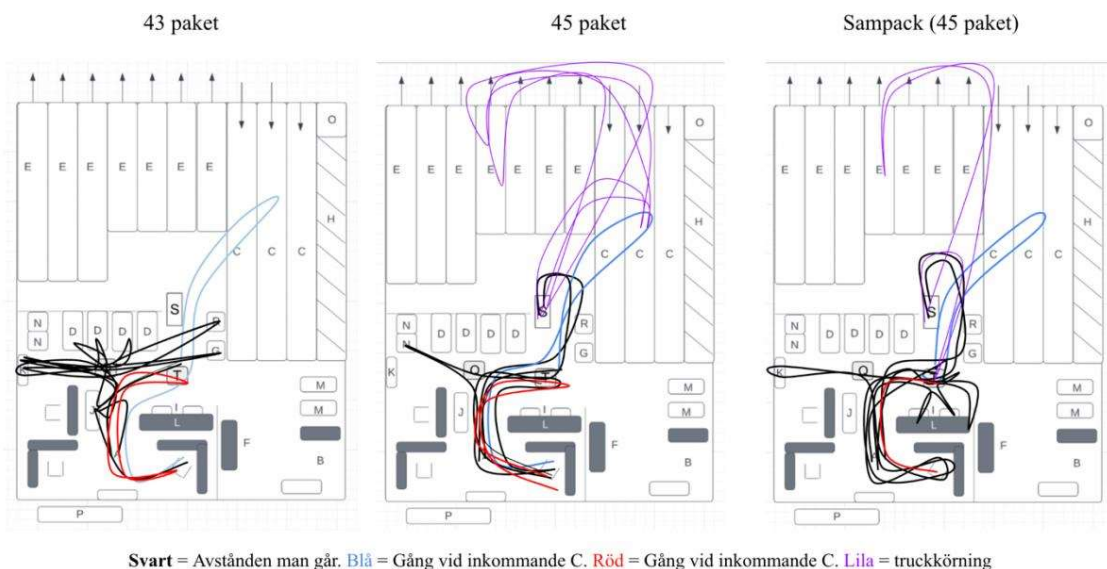 43 paket
45 paket
Sampack (45 paket)
E E E E E E E O
H
C C C
S
N N D D D D R G
T
K
J I L M M
F B
P
E E E E E E E O
H
C C C
S
N N D D D D R G
K O
J I L M M
F B
P
E E E E E E O
H
C C C
S
N N D D D D R G
K O
J I L M M
F B
P
Svart = Avstånden man går. Blå = Gång vid inkommande C. Röd = Gång vid inkommande C. Lila = truckkörning